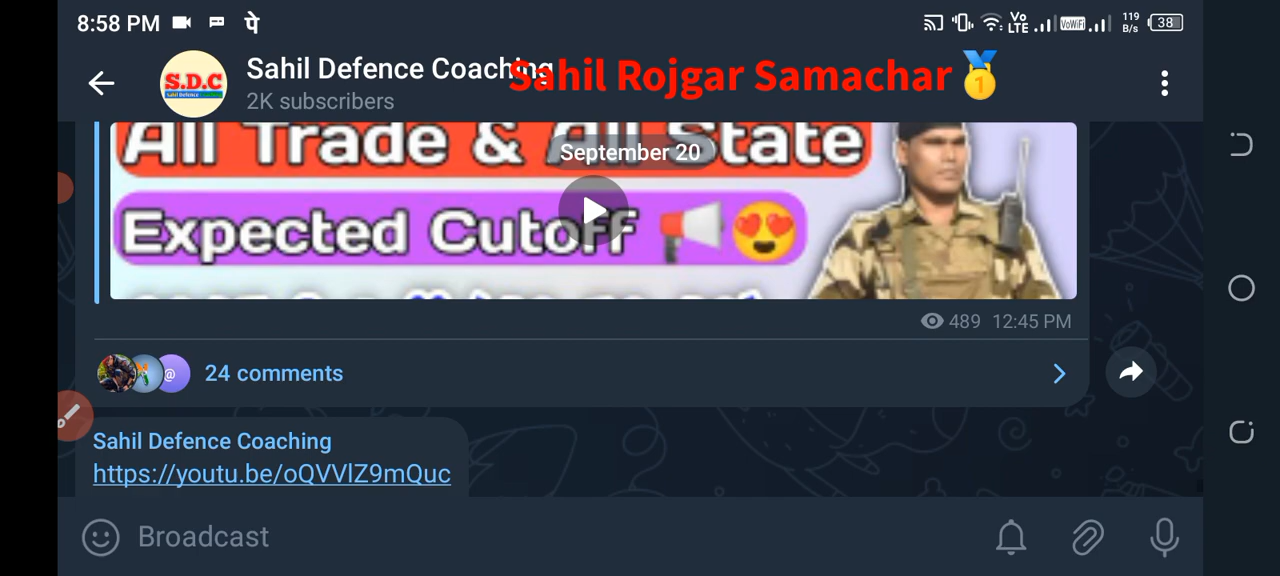 8:58 PM पे Vo LTE VoWiFi 119 B/s 38
Sahil Defence Coaching
Sahil Rojgar Samachar
S.D.C
Sahil Defence
2K subscribers
All Trade & All State
September 20
Expected Cutoff
489 12:45 PM
@ 24 comments
Sahil Defence Coaching
https://youtu.be/oQVVlZ9mQuc
Broadcast